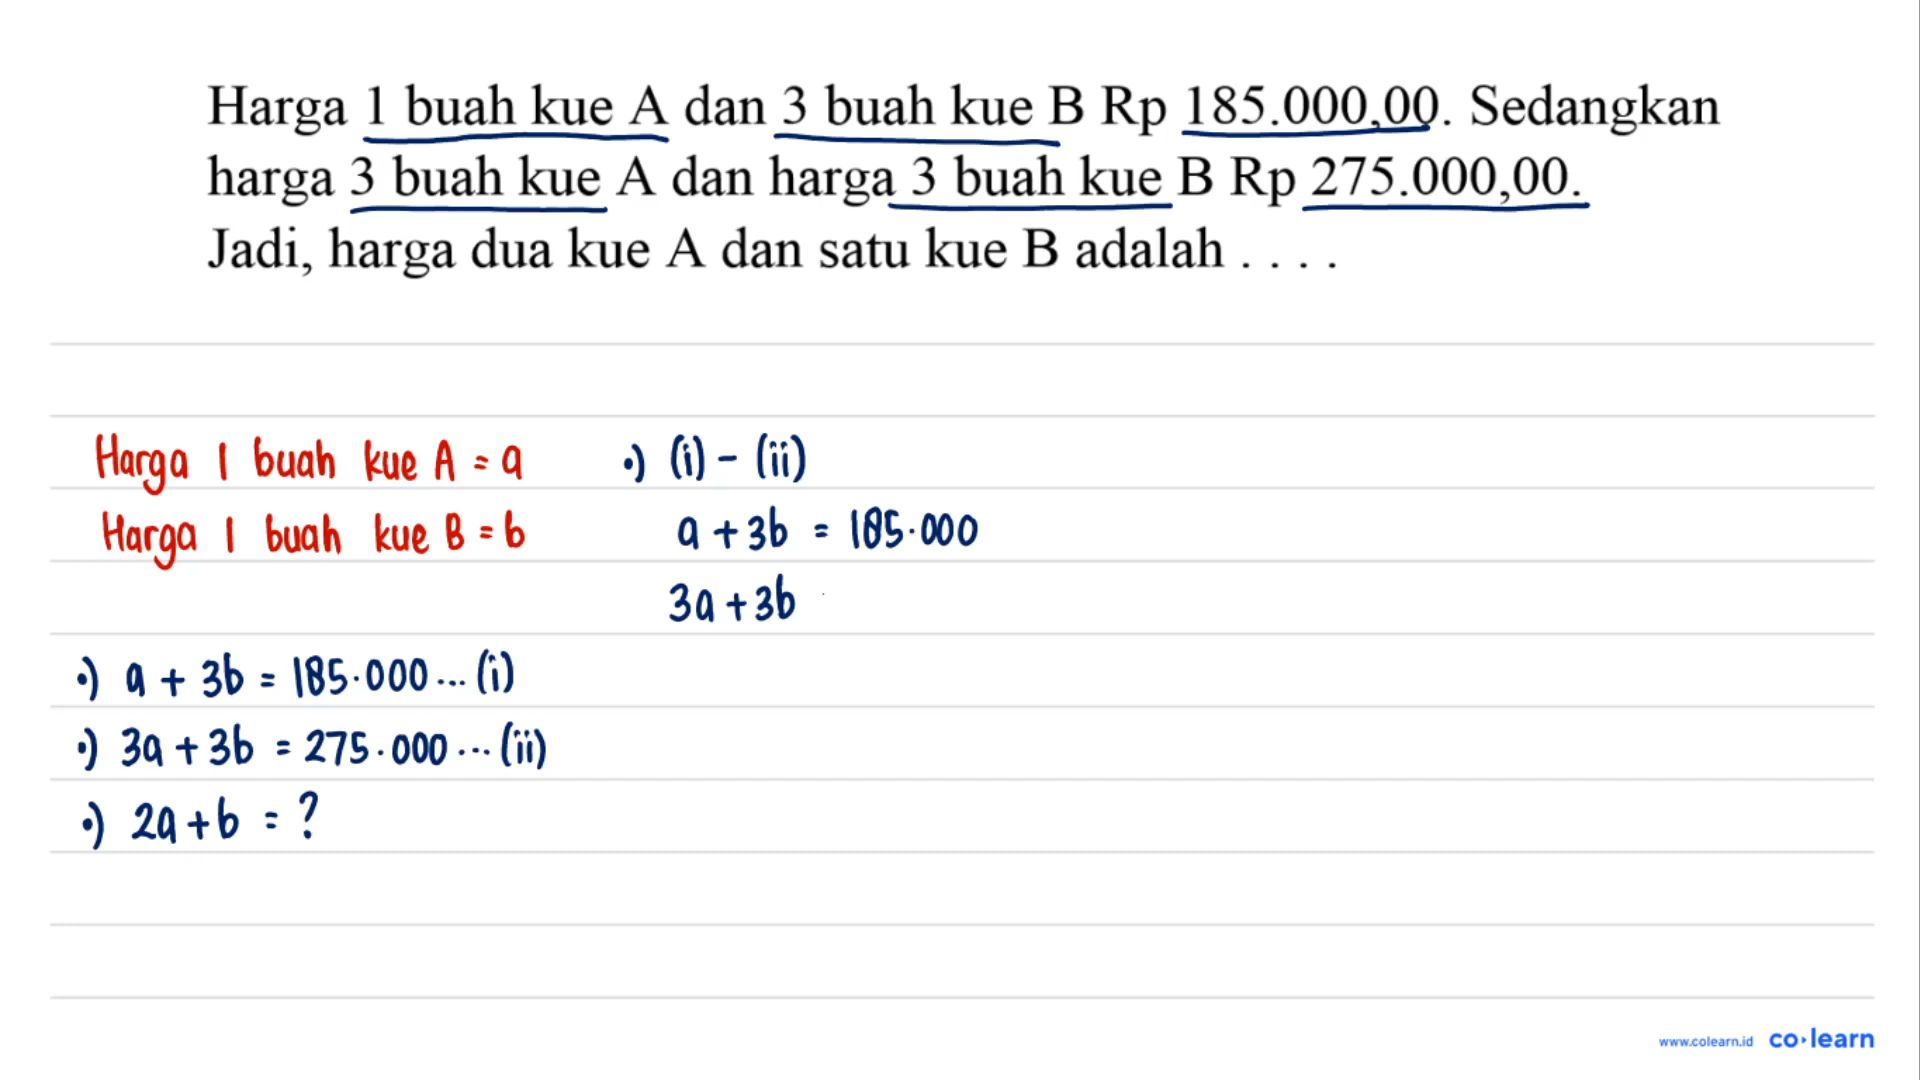 Harga 1 buah kue A dan 3 buah kue B Rp 185.000,00. Sedangkan
harga 3 buah kue A dan harga 3 buah kue B Rp 275.000,00.
Jadi, harga dua kue A dan satu kue B adalah . . . .
Harga 1 buah kue A = a
Harga 1 buah kue B = b
•) a + 3b = 185.000 ... (i)
•) 3a + 3b = 275.000 ... (ii)
•) 2a + b = ?
•) (i) - (ii)
a + 3b = 185.000
3a + 3b
www.colearn.id co·learn